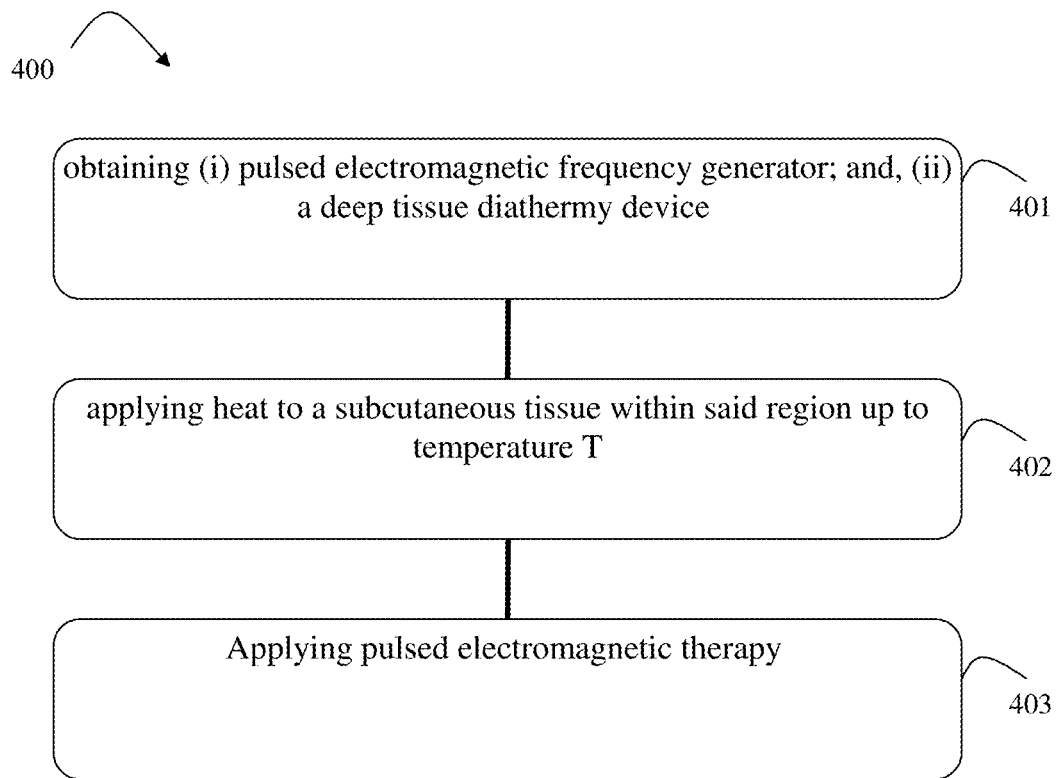 400
obtaining (i) pulsed electromagnetic frequency generator; and, (ii)
a deep tissue diathermy device
401
applying heat to a subcutaneous tissue within said region up to
temperature T
402
Applying pulsed electromagnetic therapy
403